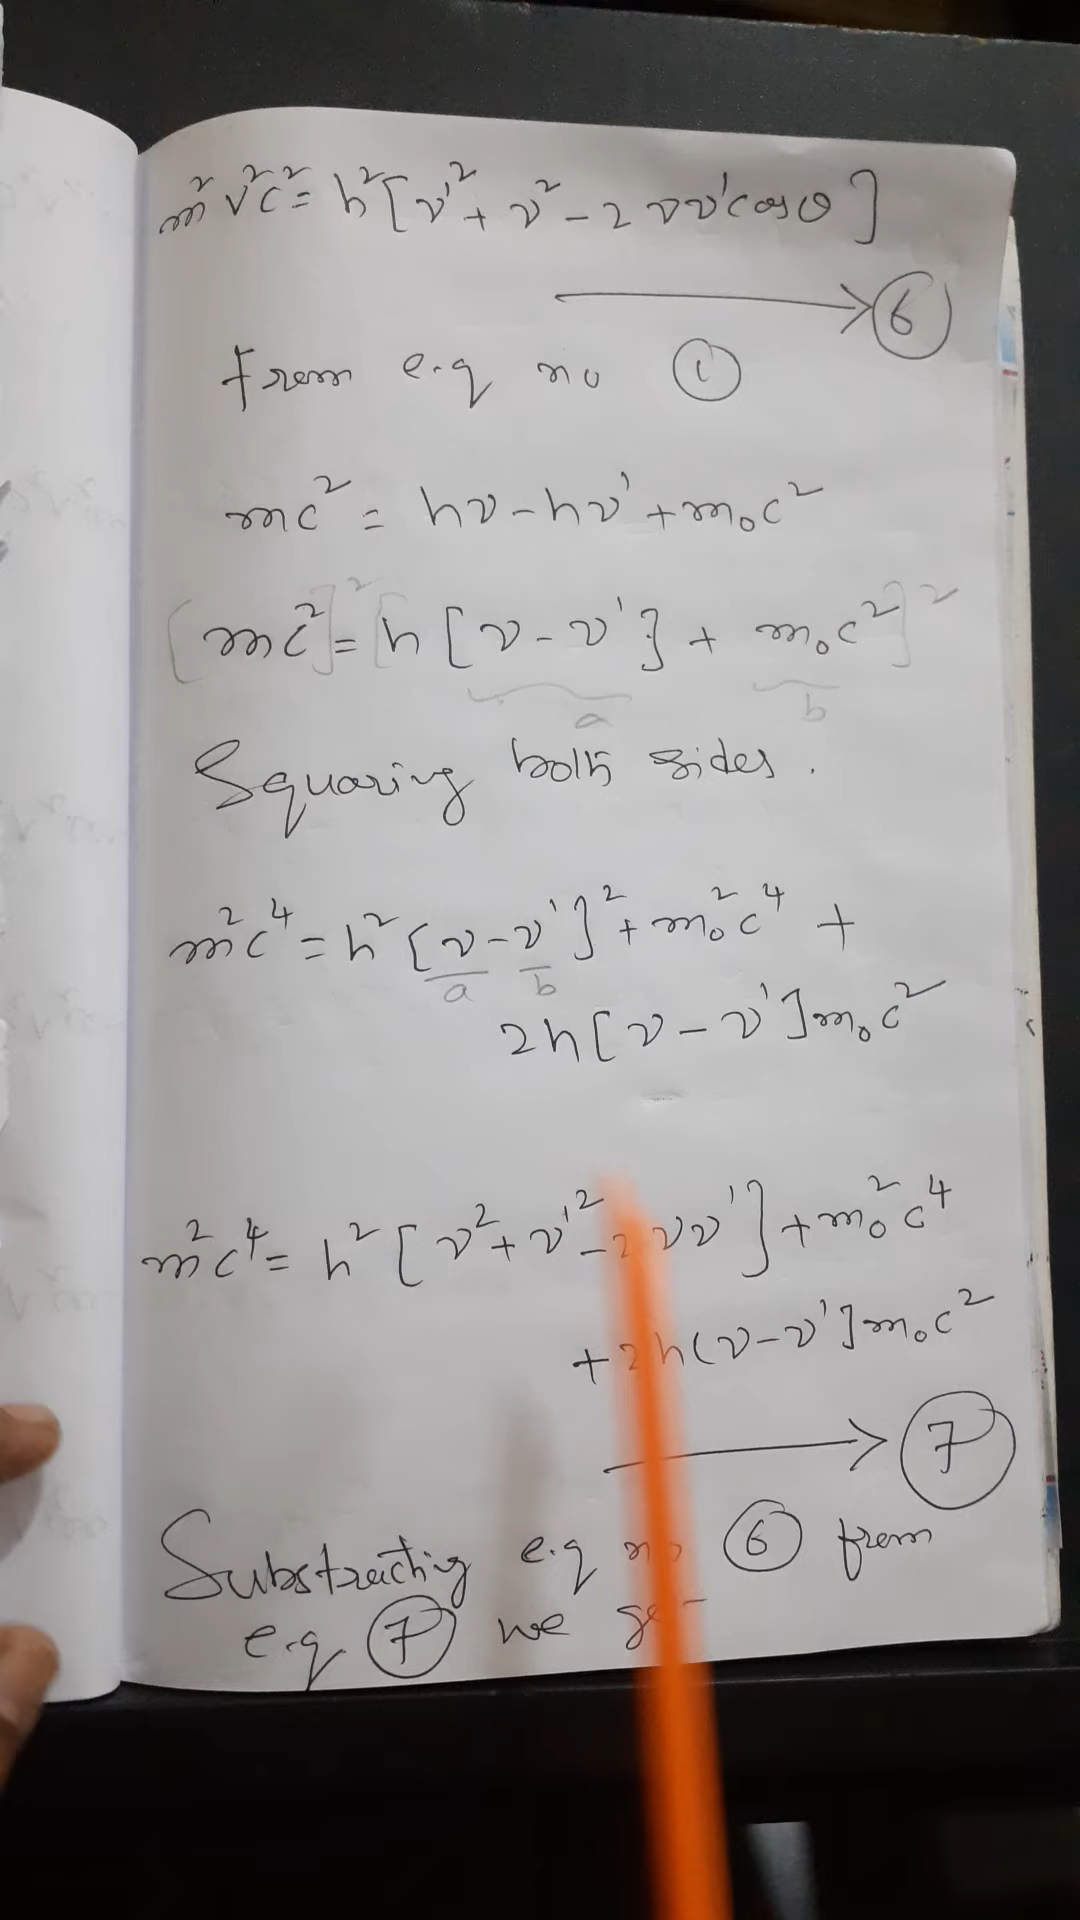 m²v²c² = h²[ν'² + ν² - 2νν'cosθ]
→ ⑥
From e.q no ①
mc² = hν - hν' + m₀c²
[mc²]² = [h[ν - ν'] + m₀c²]²
a b
Squaring both sides.
m²c⁴ = h²[ν - ν']² + m₀²c⁴ +
a b
2h[ν - ν']m₀c²
m²c⁴ = h²[ν² + ν'² - 2νν'] + m₀²c⁴
+ 2h(ν - ν']m₀c²
→ ⑦
Substracting e.q no ⑥ from
e.q ⑦ we